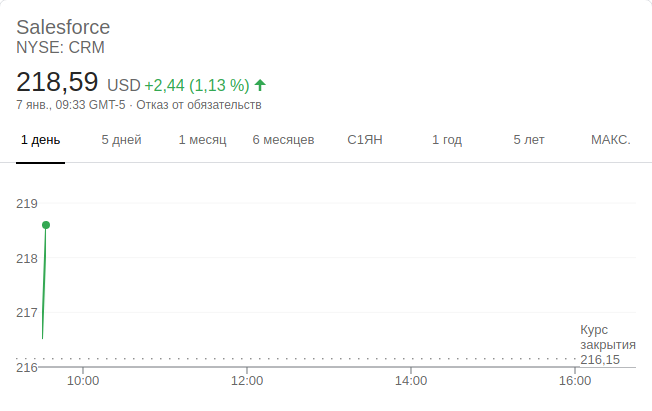 Salesforce
NYSE: CRM
218,59 USD +2,44 (1,13 %)
7 янв., 09:33 GMT-5 · Отказ от обязательств
1 день 5 дней 1 месяц 6 месяцев С1ЯН 1 год 5 лет МАКС.
219
218
217
Курс
закрытия
216,15
216
10:00 12:00 14:00 16:00